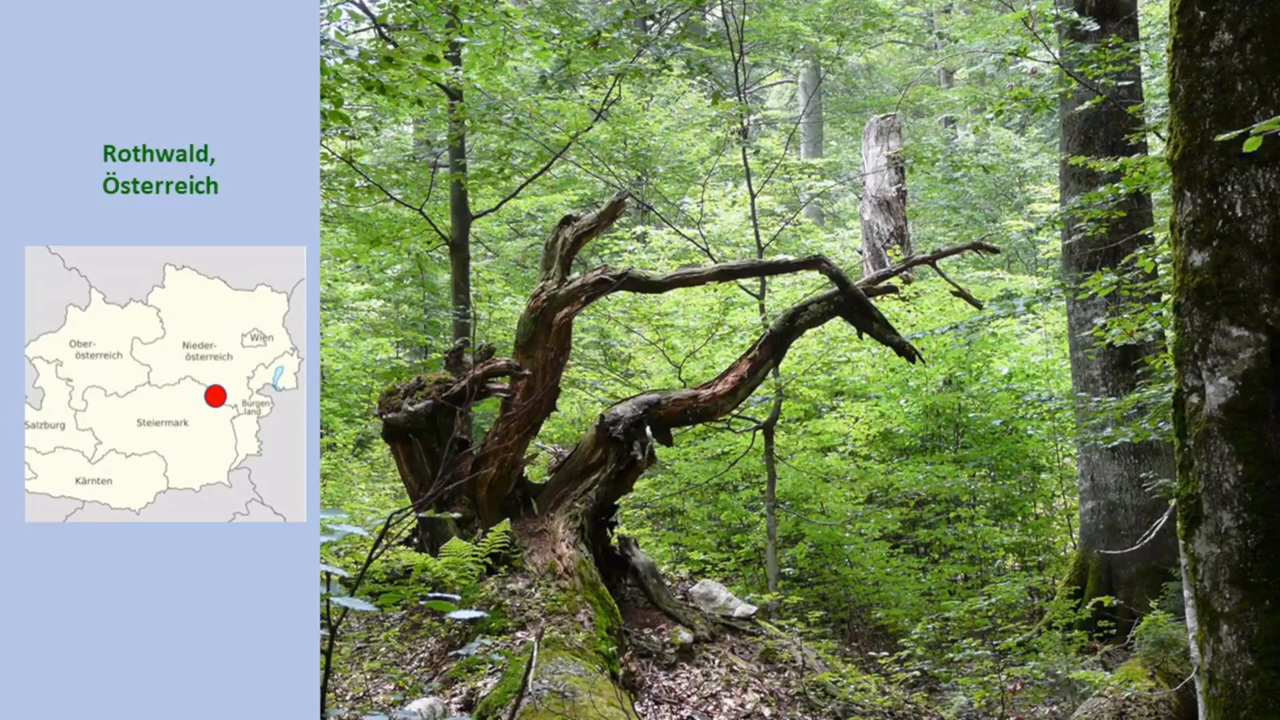 Rothwald,
Österreich
Ober-
österreich
Nieder-
österreich
Wien
Burgen
land
Salzburg
Steiermark
Kärnten